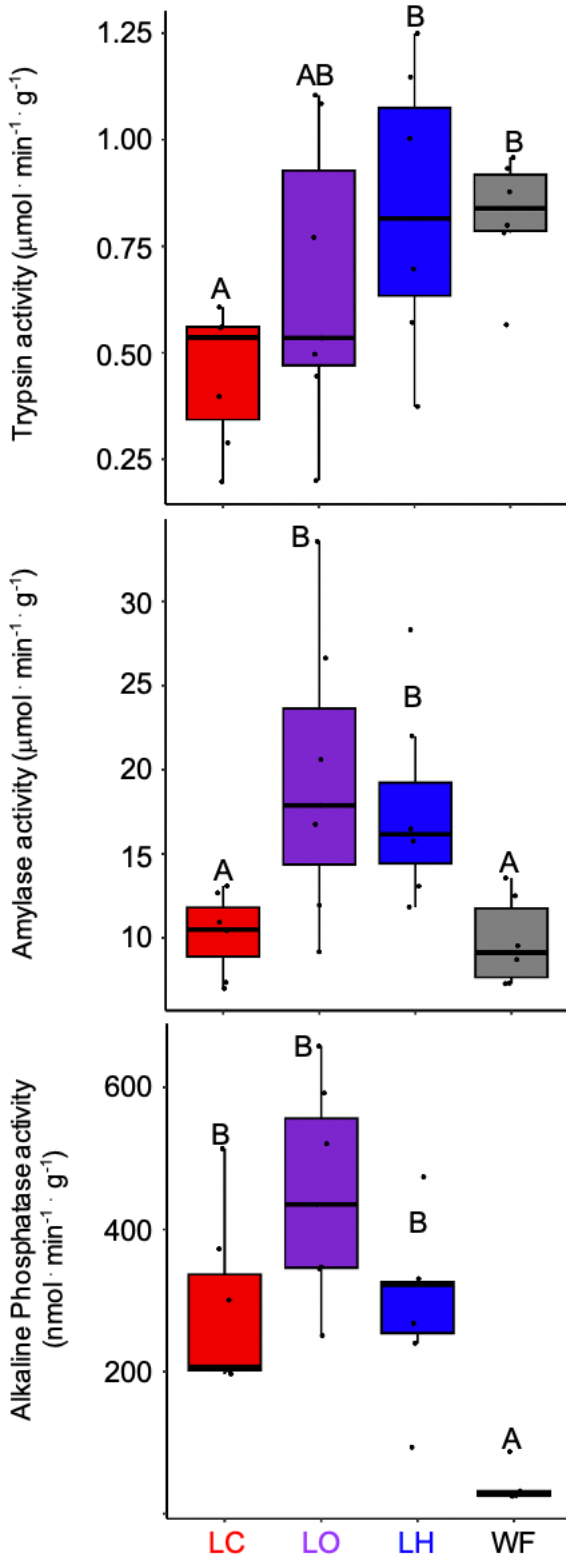 Trypsin activity (μmol · min⁻¹ · g⁻¹)
1.25
1.00
0.75
0.50
0.25
A
AB
B
B
Amylase activity (μmol · min⁻¹ · g⁻¹)
30
25
20
15
10
A
B
B
A
Alkaline Phosphatase activity
(nmol · min⁻¹ · g⁻¹)
600
400
200
B
B
B
A
LC LO LH WF